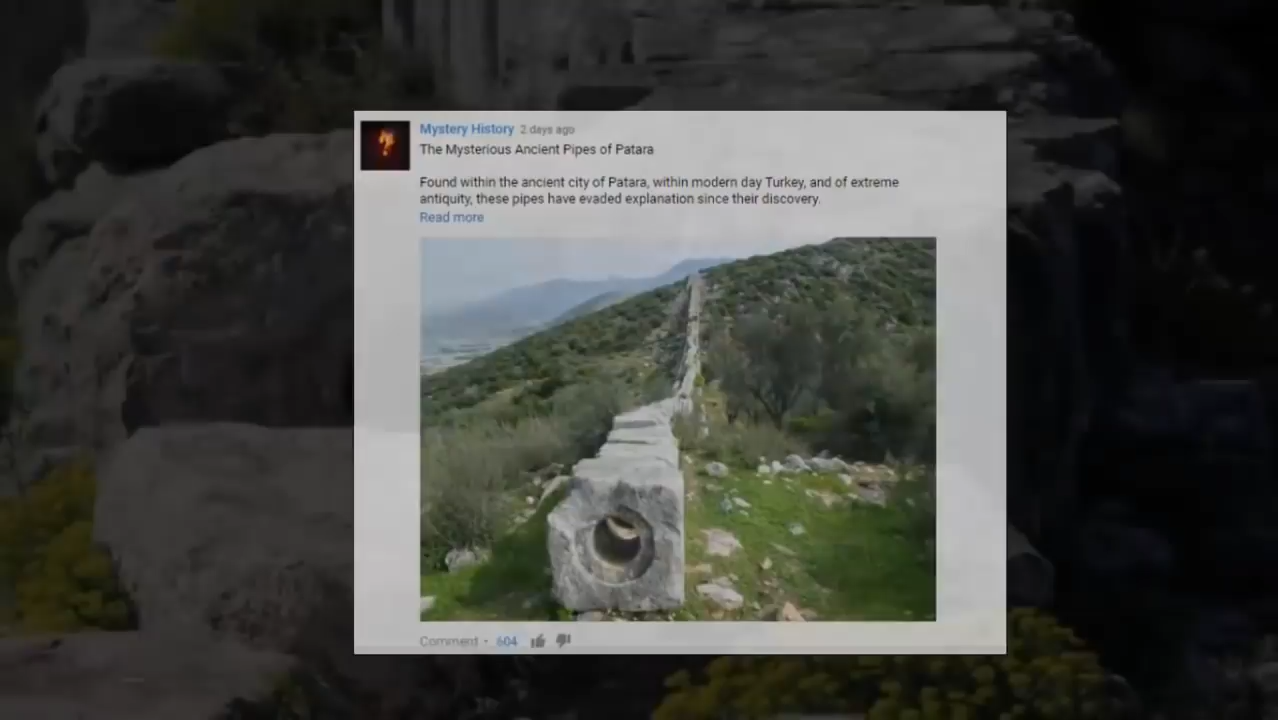 Mystery History 2 days ago
The Mysterious Ancient Pipes of Patara
Found within the ancient city of Patara, within modern day Turkey, and of extreme
antiquity, these pipes have evaded explanation since their discovery.
Read more
Comment • 604